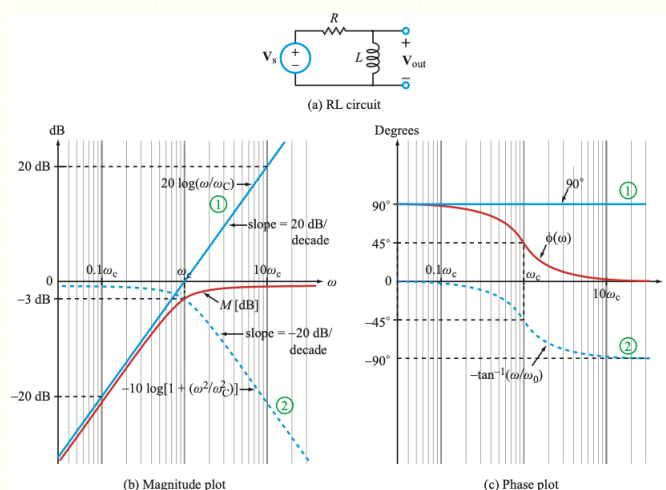 R
+
V_s
+
−
L
V_out
−
(a) RL circuit
dB
20 dB
20 log(ω/ω_C)
①
slope = 20 dB/
decade
0
0.1ω_c
ω_c
10ω_c
ω
−3 dB
M [dB]
slope = −20 dB/
decade
−20 dB
−10 log[1 + (ω²/ω²_C)]
②
(b) Magnitude plot
Degrees
90°
①
90°
45°
ϕ(ω)
0
0.1ω_c
ω_c
10ω_c
−45°
②
−90°
−tan⁻¹(ω/ω₀)
(c) Phase plot